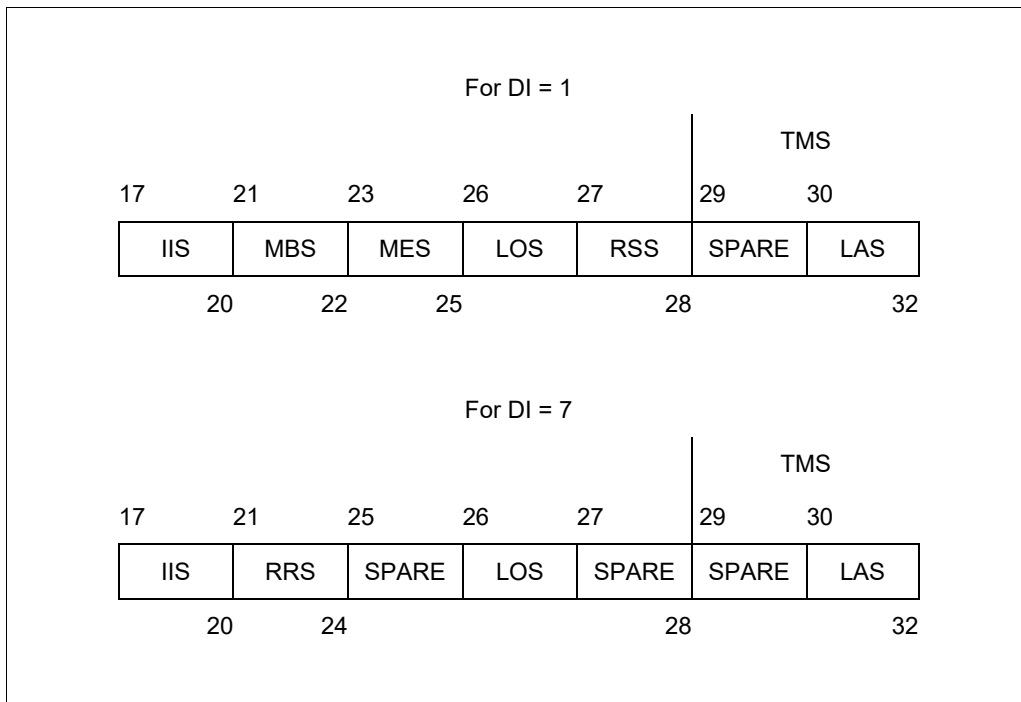 For DI = 1
TMS
17 21 23 26 27 29 30
IIS MBS MES LOS RSS SPARE LAS
20 22 25 28 32
For DI = 7
TMS
17 21 25 26 27 29 30
IIS RRS SPARE LOS SPARE SPARE LAS
20 24 28 32